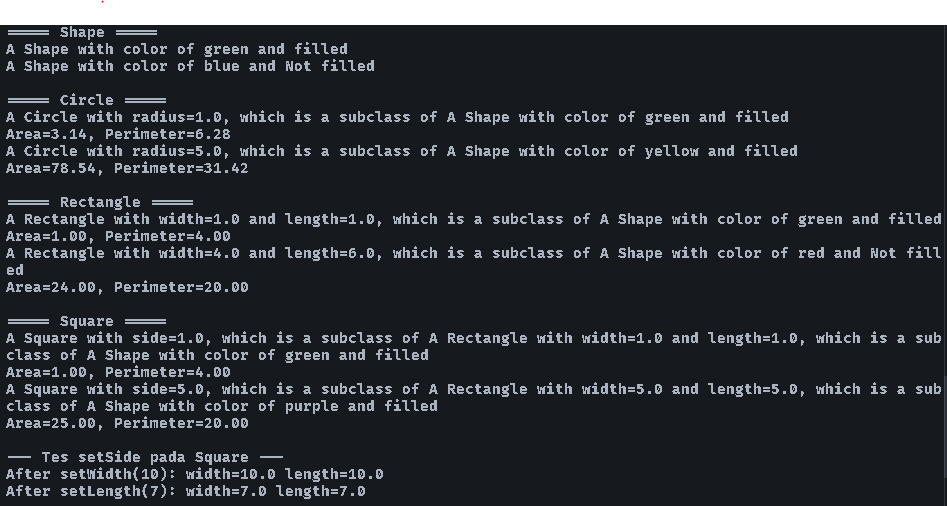 ===== Shape =====
A Shape with color of green and filled
A Shape with color of blue and Not filled
===== Circle =====
A Circle with radius=1.0, which is a subclass of A Shape with color of green and filled
Area=3.14, Perimeter=6.28
A Circle with radius=5.0, which is a subclass of A Shape with color of yellow and filled
Area=78.54, Perimeter=31.42
===== Rectangle =====
A Rectangle with width=1.0 and length=1.0, which is a subclass of A Shape with color of green and filled
Area=1.00, Perimeter=4.00
A Rectangle with width=4.0 and length=6.0, which is a subclass of A Shape with color of red and Not fill
ed
Area=24.00, Perimeter=20.00
===== Square =====
A Square with side=1.0, which is a subclass of A Rectangle with width=1.0 and length=1.0, which is a sub
class of A Shape with color of green and filled
Area=1.00, Perimeter=4.00
A Square with side=5.0, which is a subclass of A Rectangle with width=5.0 and length=5.0, which is a sub
class of A Shape with color of purple and filled
Area=25.00, Perimeter=20.00
--- Tes setSide pada Square ---
After setWidth(10): width=10.0 length=10.0
After setLength(7): width=7.0 length=7.0